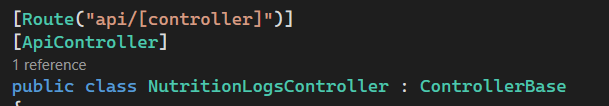 [Route("api/[controller]")]
[ApiController]
1 reference
public class NutritionLogsController : ControllerBase
{